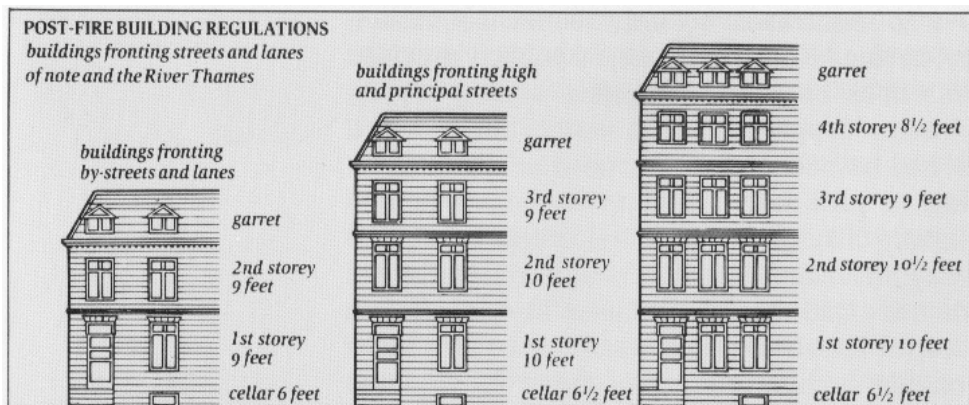 POST-FIRE BUILDING REGULATIONS
buildings fronting streets and lanes
of note and the River Thames
buildings fronting
by-streets and lanes
garret
2nd storey
9 feet
1st storey
9 feet
cellar 6 feet
buildings fronting high
and principal streets
garret
3rd storey
9 feet
2nd storey
10 feet
1st storey
10 feet
cellar 6½ feet
garret
4th storey 8½ feet
3rd storey 9 feet
2nd storey 10½ feet
1st storey 10 feet
cellar 6½ feet